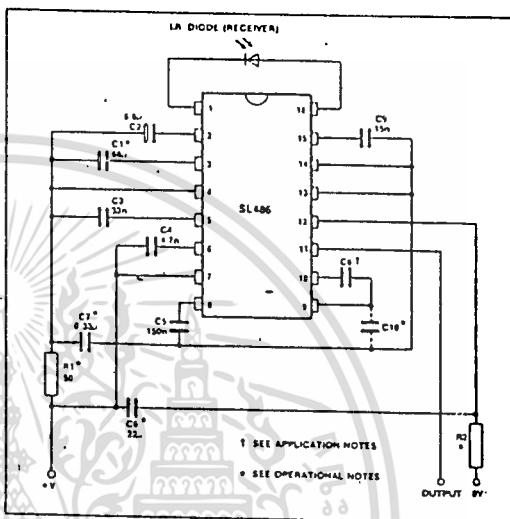 I.R DIODE (RECEIVER)
1
16
C2
2
15
C9
15n
C1*
3
14
4
13
C3
33n
5
SL486
12
C4
4.7n
6
11
7
10
C8 †
8
9
C5
150n
C10*
C7*
R1*
50
C6*
22μ
† SEE APPLICATION NOTES
* SEE OPERATIONAL NOTES
R2
+V
OUTPUT
0V